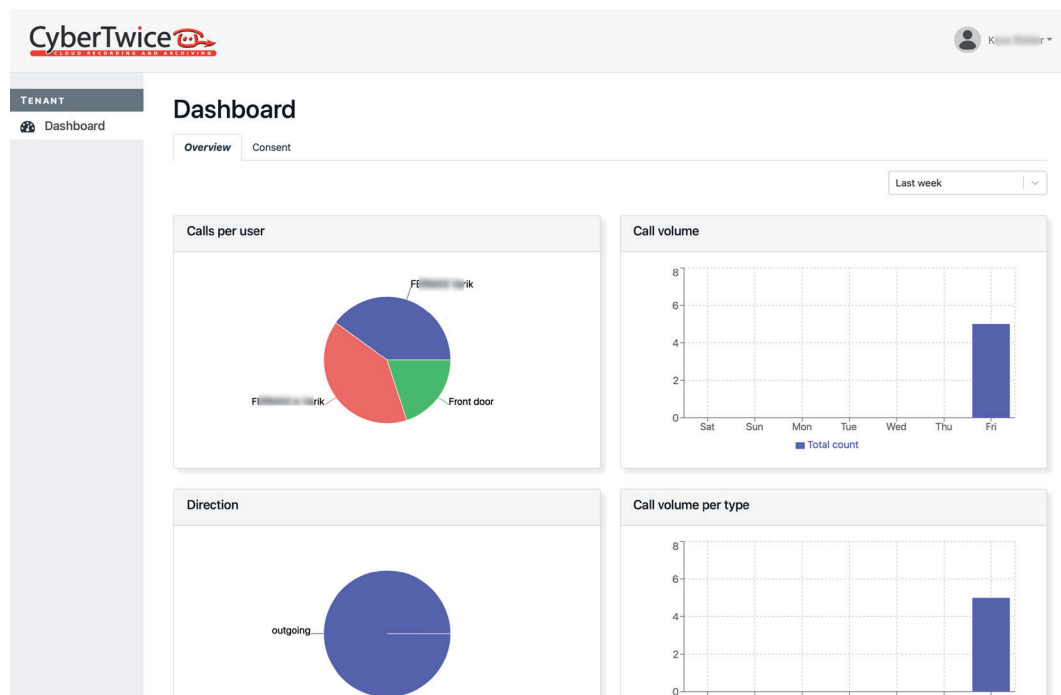 CyberTwice
CLOUD RECORDING AND ARCHIVING
TENANT
Dashboard
Dashboard
Overview
Consent
Last week
Calls per user
Front door
Call volume
8
6
4
2
0
Sat Sun Mon Tue Wed Thu Fri
Total count
Direction
outgoing
Call volume per type
8
6
4
2
0